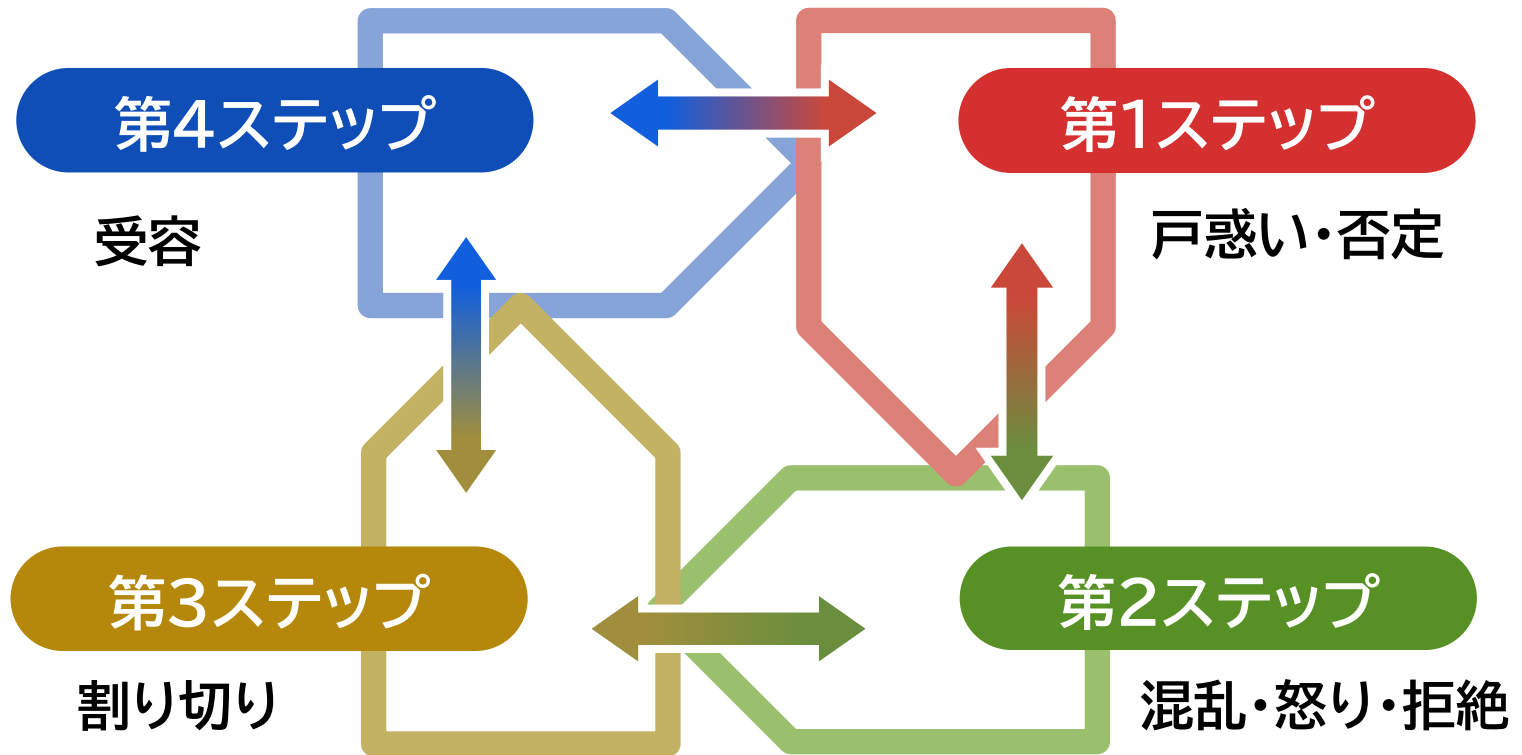 第4ステップ
受容
第1ステップ
戸惑い・否定
第3ステップ
割り切り
第2ステップ
混乱・怒り・拒絶